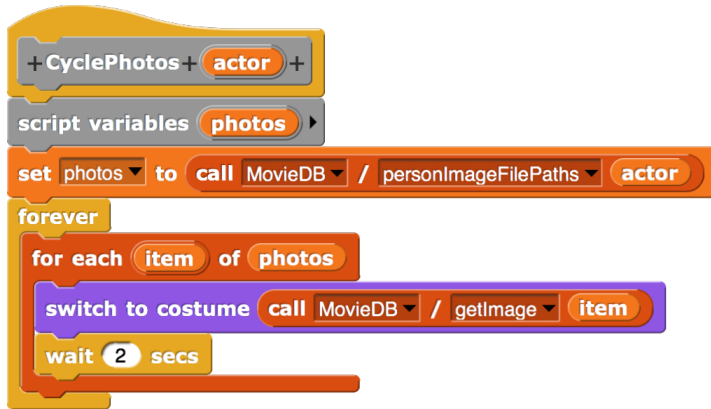 +CyclePhotos+ actor +
script variables photos
set photos to call MovieDB / personImageFilePaths actor
forever
for each item of photos
switch to costume call MovieDB / getImage item
wait 2 secs